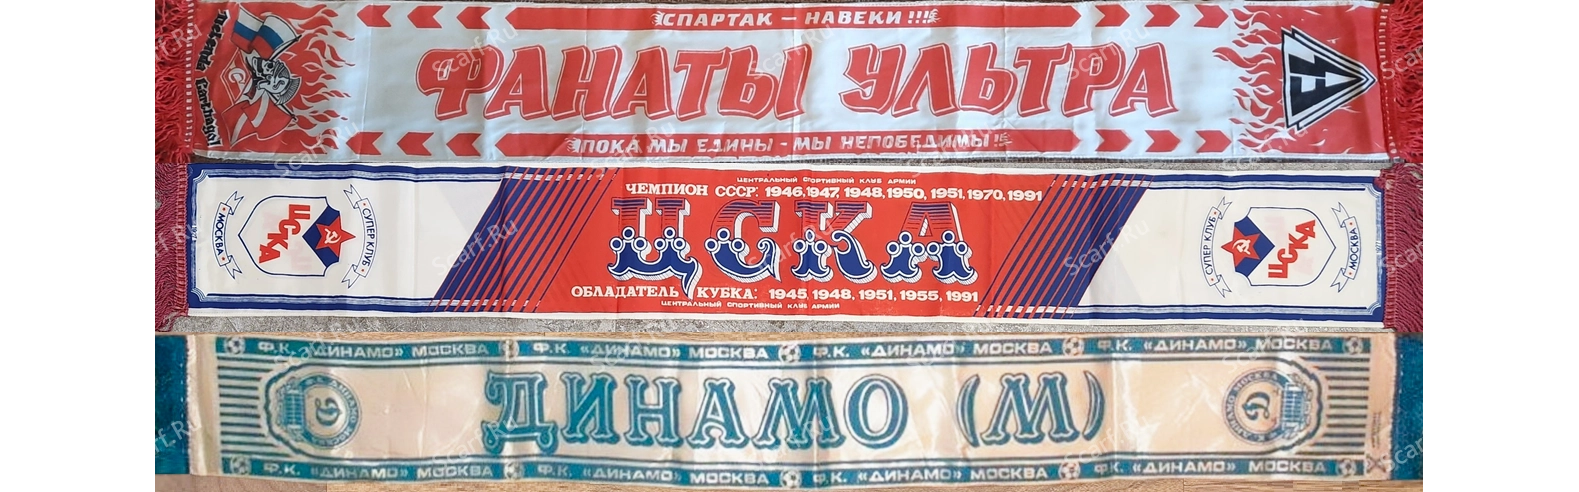 СПАРТАК — НАВЕКИ !!!
ФАНАТЫ УЛЬТРА
ПОКА МЫ ЕДИНЫ - МЫ НЕПОБЕДИМЫ!!
ЦЕНТРАЛЬНЫЙ СПОРТИВНЫЙ КЛУБ АРМИИ
ЧЕМПИОН СССР: 1946,1947, 1948,1950, 1951,1970,1991
МОСКВА ЦСКА СУПЕР КЛУБ
ЦСКА
СУПЕР КЛУБ ЦСКА МОСКВА
ОБЛАДАТЕЛЬ КУБКА: 1945, 1948, 1951, 1955, 1991
ЦЕНТРАЛЬНЫЙ СПОРТИВНЫЙ КЛУБ АРМИИ
Ф.К. «ДИНАМО» МОСКВА Ф.К. «ДИНАМО» МОСКВА Ф.К. «ДИНАМО» МОСКВА Ф.К. «ДИНАМО» МОСКВА
Д
ДИНАМО (М)
Д
Ф.К. «ДИНАМО» МОСКВА Ф.К. «ДИНАМО» МОСКВА Ф.К. «ДИНАМО» МОСКВА Ф.К. «ДИНАМО» МОСКВА
Scarf.Ru